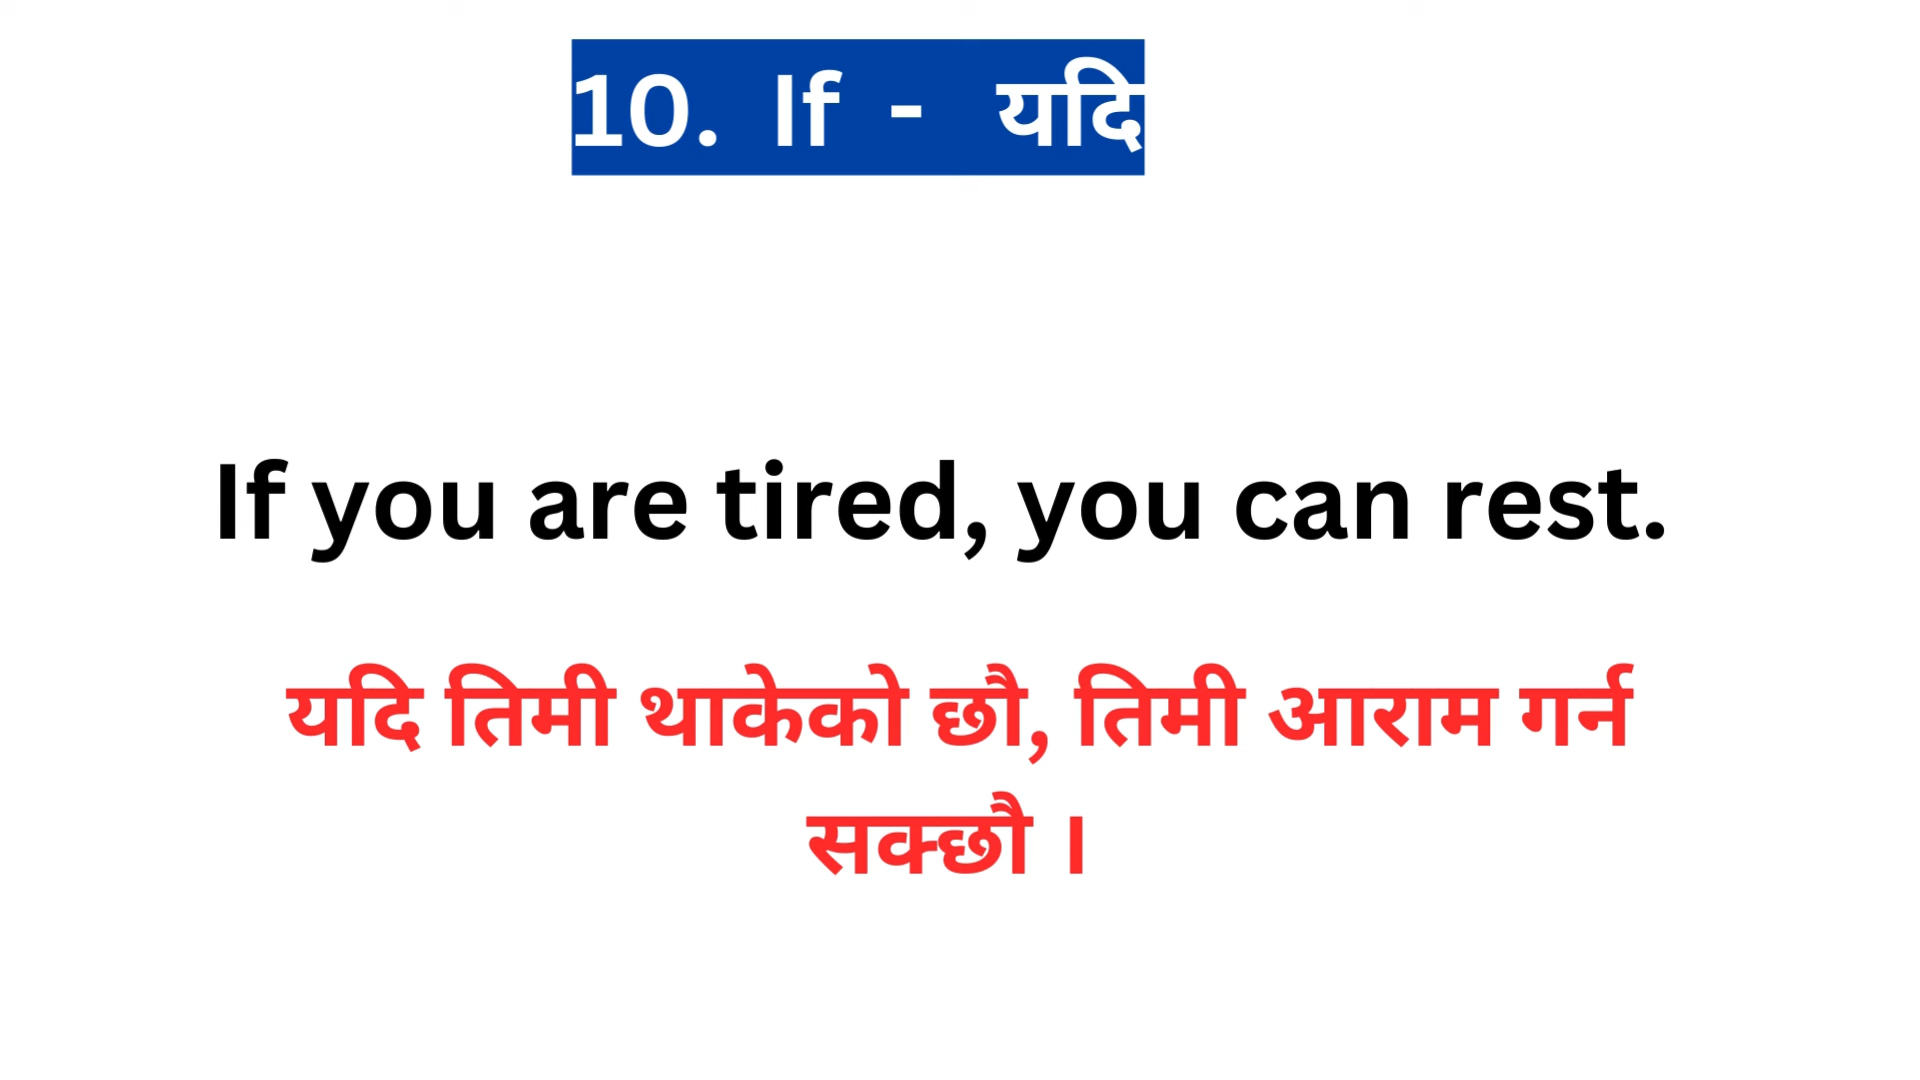 10. If - यदि
If you are tired, you can rest.
यदि तिमी थाकेको छौ, तिमी आराम गर्न
सक्छौ ।